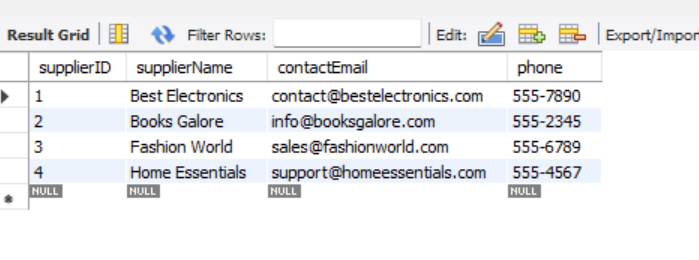 Result Grid Filter Rows: Edit: Export/Impor
supplierID supplierName contactEmail phone
1 Best Electronics contact@bestelectronics.com 555-7890
2 Books Galore info@booksgalore.com 555-2345
3 Fashion World sales@fashionworld.com 555-6789
4 Home Essentials support@homeessentials.com 555-4567
NULL NULL NULL NULL